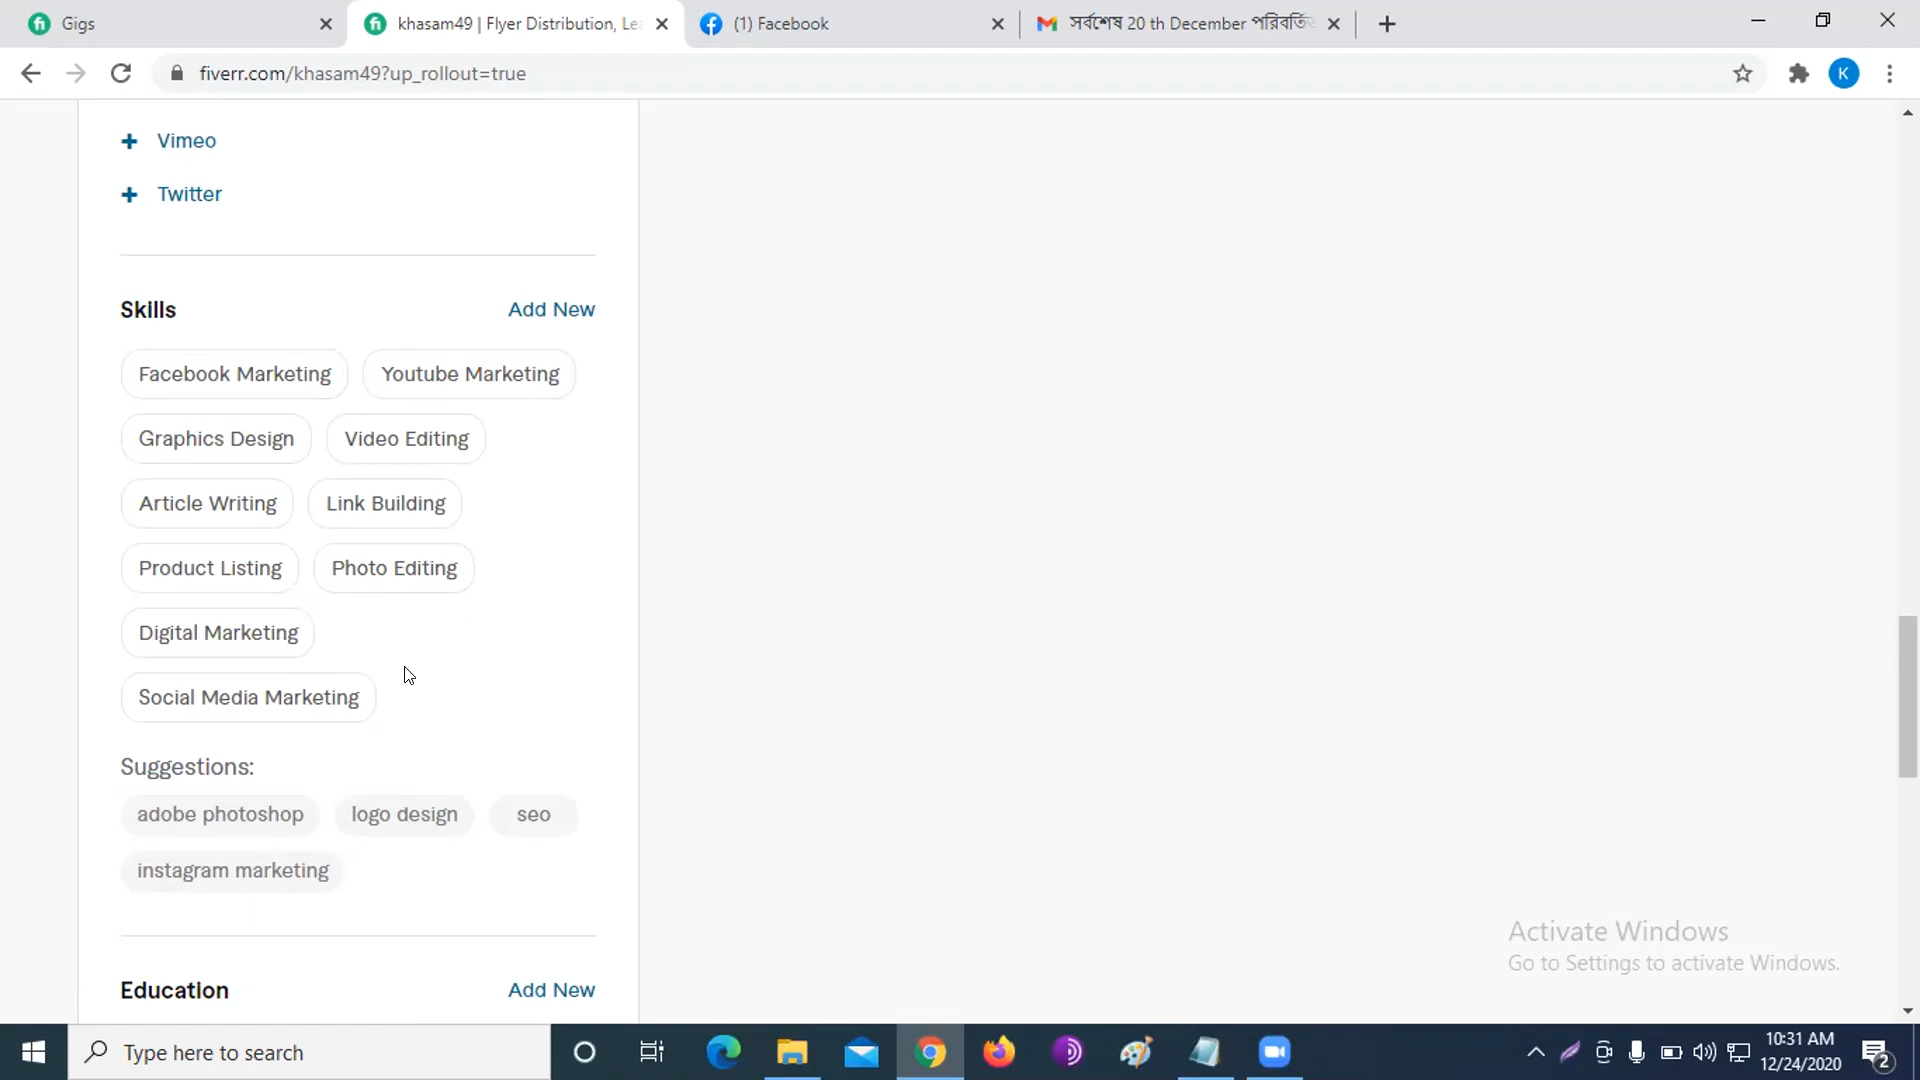 Gigs
khasam49 | Flyer Distribution, Le
(1) Facebook
সর্বশেষ 20 th December পরিবর্তি
fiverr.com/khasam49?up_rollout=true
K
+ Vimeo
+ Twitter
Skills
Add New
Facebook Marketing
Youtube Marketing
Graphics Design
Video Editing
Article Writing
Link Building
Product Listing
Photo Editing
Digital Marketing
Social Media Marketing
Suggestions:
adobe photoshop
logo design
seo
instagram marketing
Education
Add New
Activate Windows
Go to Settings to activate Windows.
Type here to search
10:31 AM
12/24/2020
2